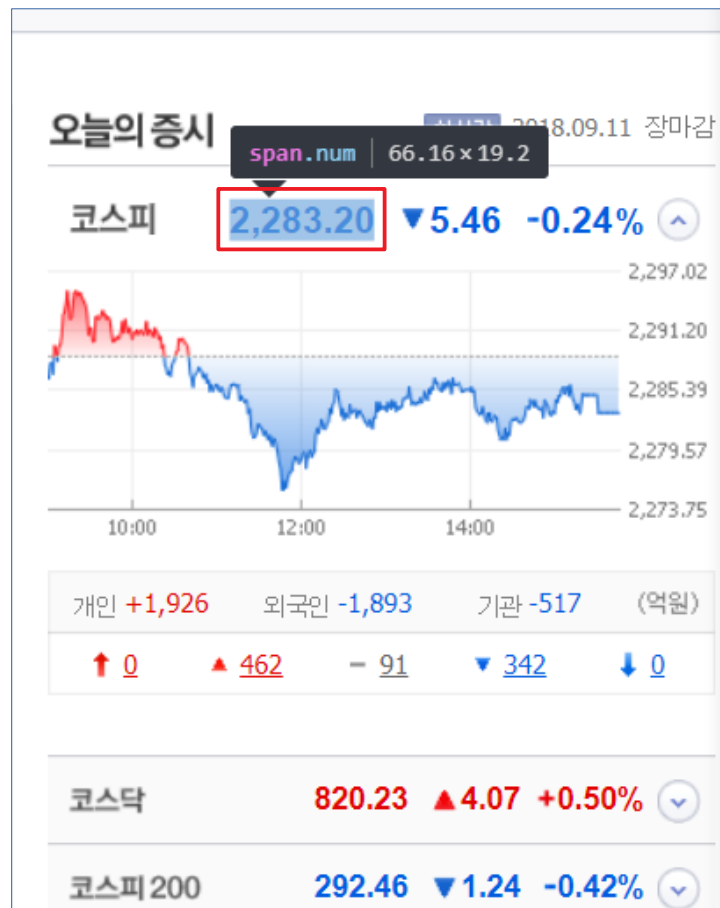 오늘의 증시 2018.09.11 장마감
span.num 66.16×19.2
코스피 2,283.20 ▼5.46 -0.24%
2,297.02
2,291.20
2,285.39
2,279.57
2,273.75
10:00 12:00 14:00
개인 +1,926 외국인 -1,893 기관 -517 (억원)
0 ▲ 462 - 91 ▼ 342 0
코스닥 820.23 ▲4.07 +0.50%
코스피 200 292.46 ▼1.24 -0.42%